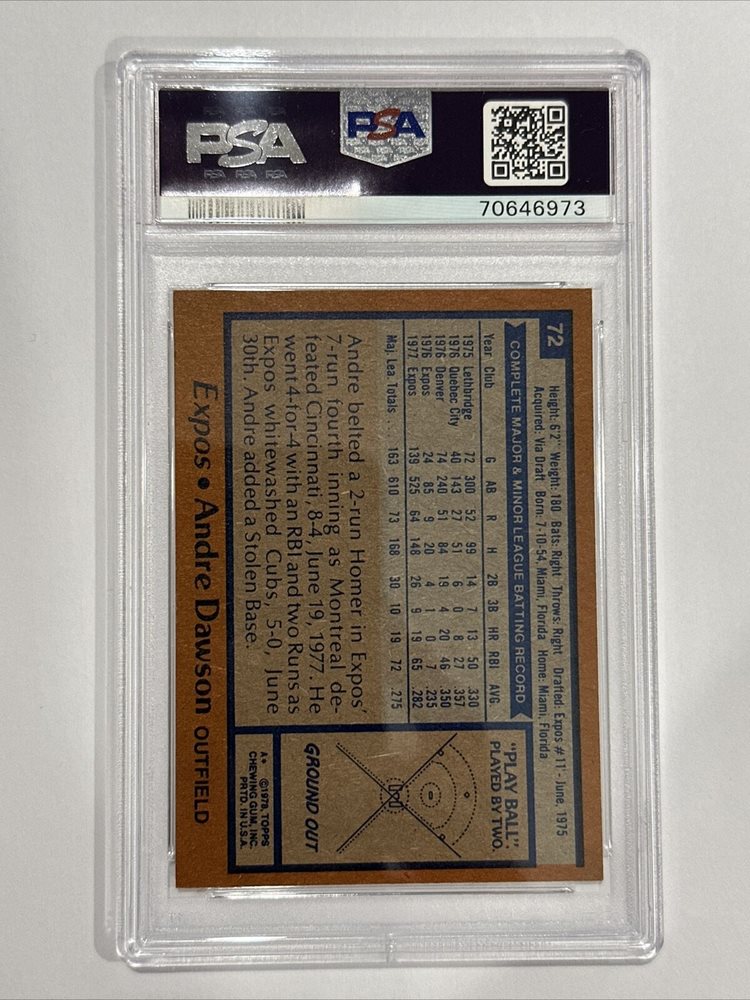 PSA
PSA
PSA PSA PSA
70646973
72
Height: 6'2" Weight: 180 Bats: Right Throws: Right Drafted: Expos #11 - June, 1975
Acquired: Via Draft Born: 7-10-54, Miami, Florida Home: Miami, Florida
COMPLETE MAJOR & MINOR LEAGUE BATTING RECORD
Year Club G AB R H 2B 3B HR RBI AVG.
1975 Lethbridge 72 300 52 99 14 7 13 50 .330
1976 Quebec City 40 143 27 51 6 0 8 27 .357
1976 Denver 74 240 51 84 19 4 20 46 .350
1976 Expos 24 85 9 20 4 1 0 7 .235
1977 Expos 139 525 64 148 26 9 19 65 .282
Maj. Lea. Totals . . . 163 610 73 168 30 10 19 72 .275
Andre belted a 2-run Homer in Expos'
7-run fourth inning as Montreal de-
feated Cincinnati, 8-4, June 19, 1977. He
went 4-for-4 with an RBI and two Runs as
Expos whitewashed Cubs, 5-0, June
30th. Andre added a Stolen Base.
"PLAY BALL"
PLAYED BY TWO.
GROUND OUT
A* ©1978, TOPPS
CHEWING GUM, INC.
PRTD. IN U.S.A.
Expos • Andre Dawson OUTFIELD